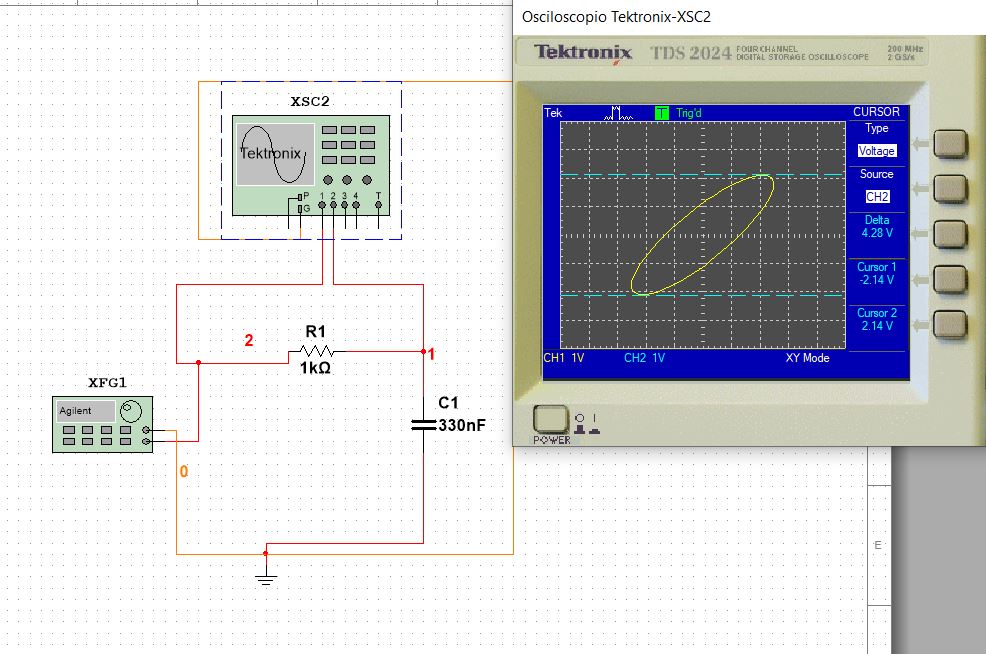 Osciloscopio Tektronix-XSC2
Tektronix TDS 2024 FOUR CHANNEL DIGITAL STORAGE OSCILLOSCOPE 200 MHz 2 GS/s
Tek T Trig'd CURSOR
Type
Voltage
Source
CH2
Delta
4.28 V
Cursor 1
-2.14 V
Cursor 2
2.14 V
CH1 1V CH2 1V XY Mode
POWER
XSC2
Tektronix
P
G
1 2 3 4 T
2
R1
1kΩ
1
XFG1
Agilent
C1
330nF
0
E